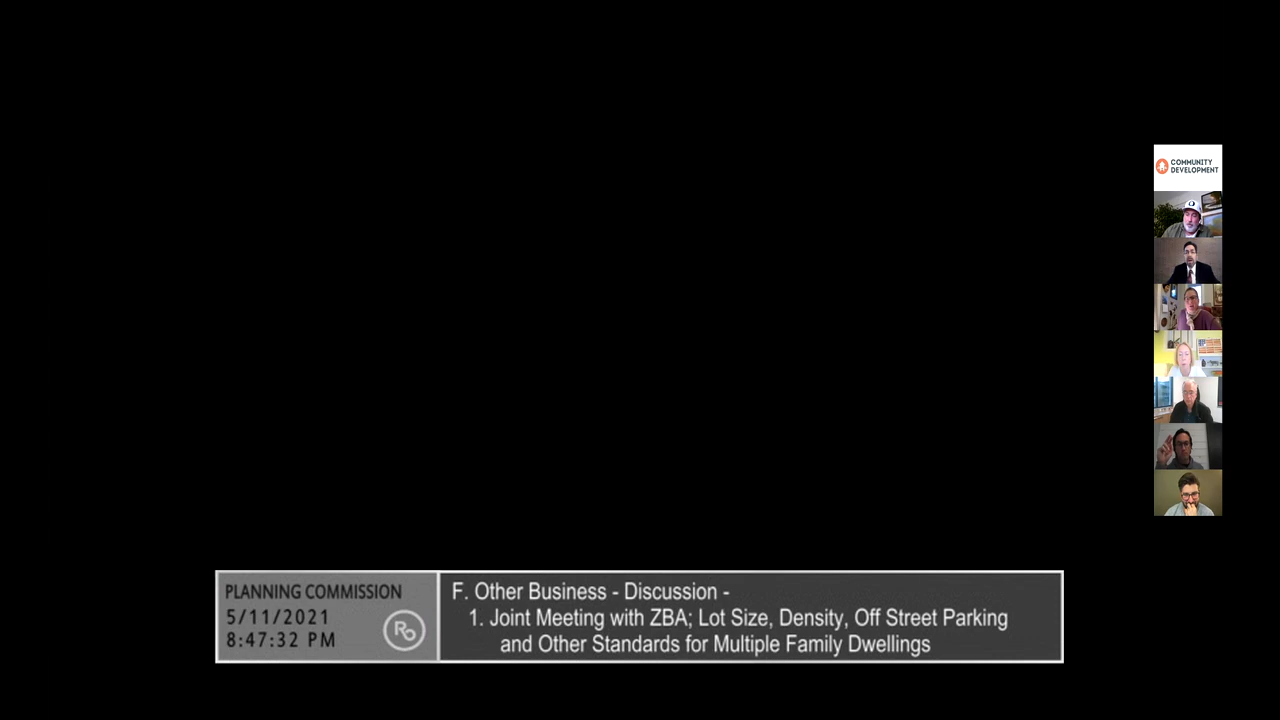 COMMUNITY
DEVELOPMENT
PLANNING COMMISSION
5/11/2021
8:47:32 PM
Ro
F. Other Business - Discussion -
1. Joint Meeting with ZBA; Lot Size, Density, Off Street Parking
and Other Standards for Multiple Family Dwellings